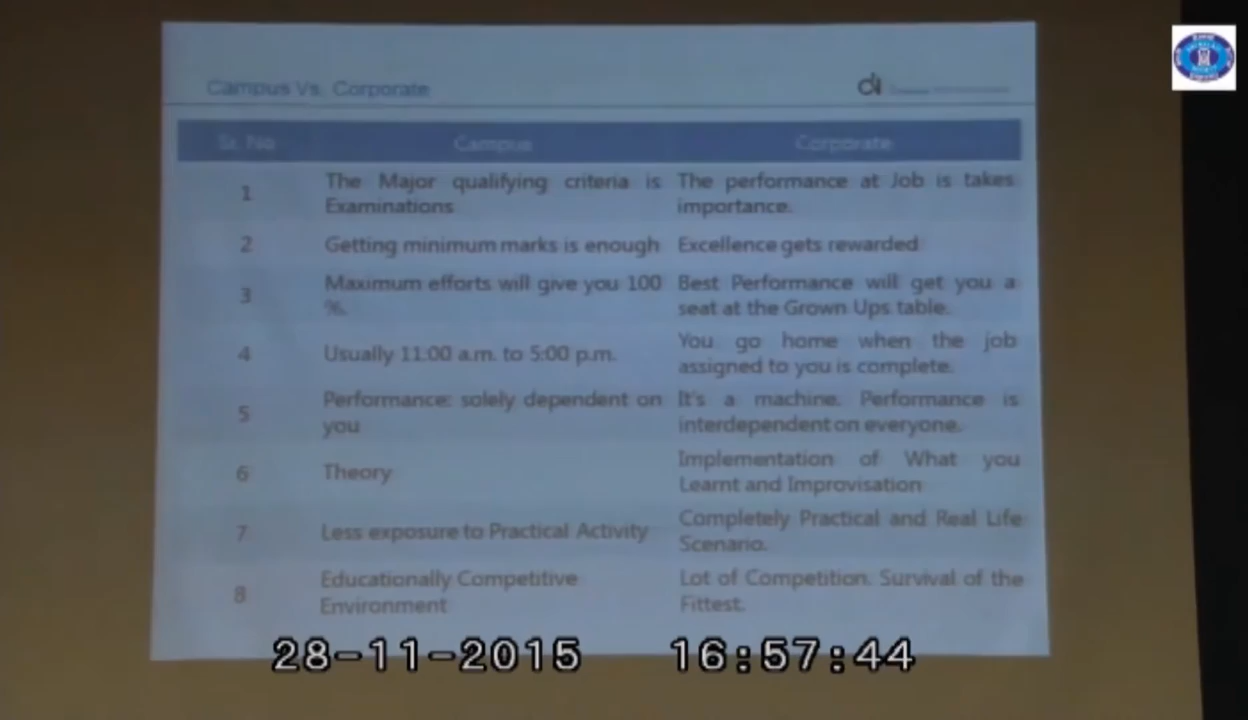 Campus Vs. Corporate
Sr. No Campus Corporate
1 The Major qualifying criteria is Examinations The performance at Job is takes importance.
2 Getting minimum marks is enough Excellence gets rewarded
3 Maximum efforts will give you 100 %. Best Performance will get you a seat at the Grown Ups table.
4 Usually 11:00 a.m. to 5:00 p.m. You go home when the job assigned to you is complete.
5 Performance: solely dependent on you It's a machine. Performance is interdependent on everyone.
6 Theory Implementation of What you Learnt and Improvisation
7 Less exposure to Practical Activity Completely Practical and Real Life Scenario.
8 Educationally Competitive Environment Lot of Competition. Survival of the Fittest.
28-11-2015 16:57:44